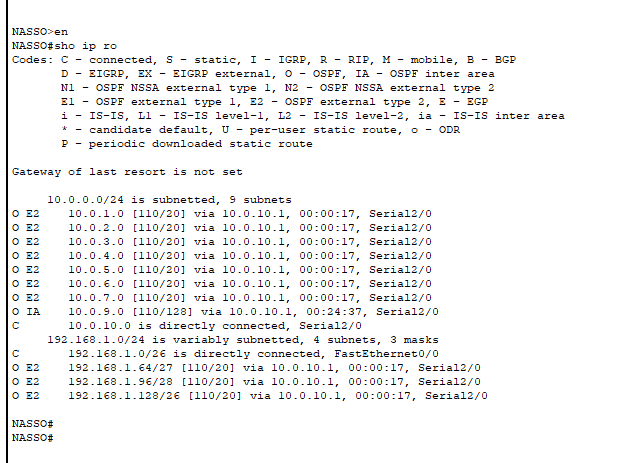 NASSO>en
NASSO#sho ip ro
Codes: C - connected, S - static, I - IGRP, R - RIP, M - mobile, B - BGP
       D - EIGRP, EX - EIGRP external, O - OSPF, IA - OSPF inter area
       N1 - OSPF NSSA external type 1, N2 - OSPF NSSA external type 2
       E1 - OSPF external type 1, E2 - OSPF external type 2, E - EGP
       i - IS-IS, L1 - IS-IS level-1, L2 - IS-IS level-2, ia - IS-IS inter area
       * - candidate default, U - per-user static route, o - ODR
       P - periodic downloaded static route
Gateway of last resort is not set
     10.0.0.0/24 is subnetted, 9 subnets
O E2    10.0.1.0 [110/20] via 10.0.10.1, 00:00:17, Serial2/0
O E2    10.0.2.0 [110/20] via 10.0.10.1, 00:00:17, Serial2/0
O E2    10.0.3.0 [110/20] via 10.0.10.1, 00:00:17, Serial2/0
O E2    10.0.4.0 [110/20] via 10.0.10.1, 00:00:17, Serial2/0
O E2    10.0.5.0 [110/20] via 10.0.10.1, 00:00:17, Serial2/0
O E2    10.0.6.0 [110/20] via 10.0.10.1, 00:00:17, Serial2/0
O E2    10.0.7.0 [110/20] via 10.0.10.1, 00:00:17, Serial2/0
O IA    10.0.9.0 [110/128] via 10.0.10.1, 00:24:37, Serial2/0
C       10.0.10.0 is directly connected, Serial2/0
     192.168.1.0/24 is variably subnetted, 4 subnets, 3 masks
C       192.168.1.0/26 is directly connected, FastEthernet0/0
O E2    192.168.1.64/27 [110/20] via 10.0.10.1, 00:00:17, Serial2/0
O E2    192.168.1.96/28 [110/20] via 10.0.10.1, 00:00:17, Serial2/0
O E2    192.168.1.128/26 [110/20] via 10.0.10.1, 00:00:17, Serial2/0
NASSO#
NASSO#